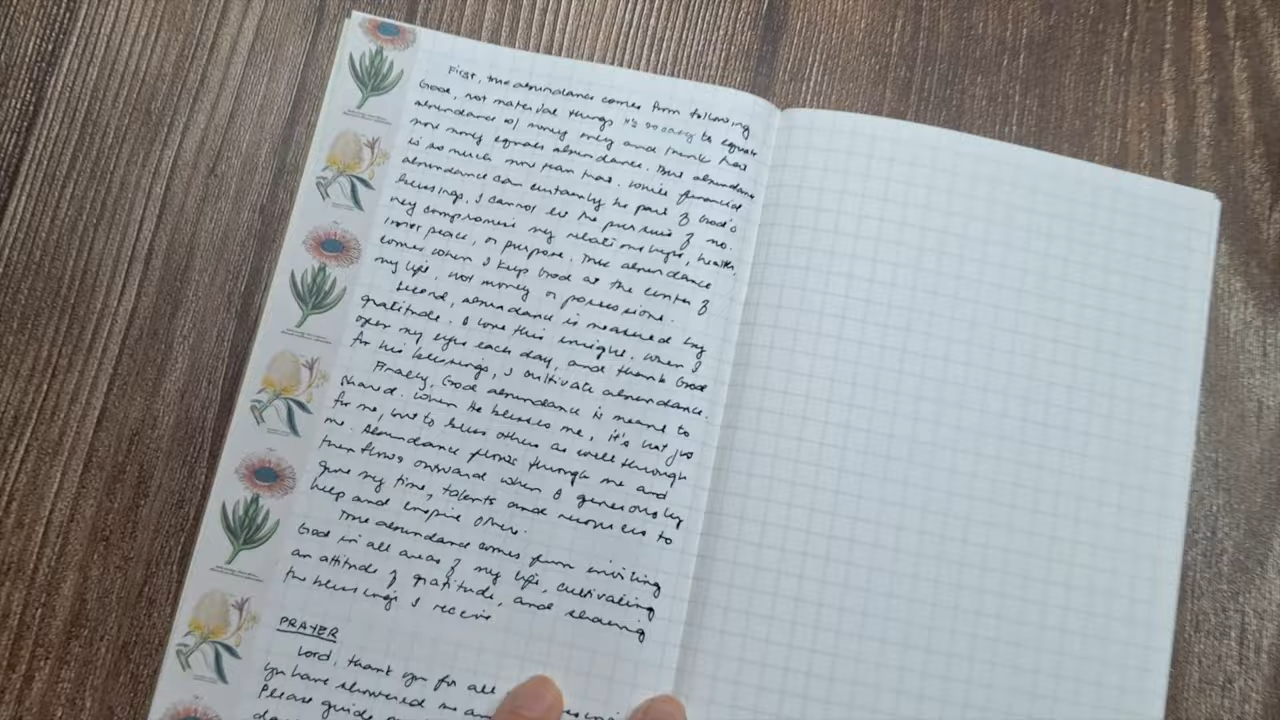 First, true abundance comes from following
God, not material things. It's so easy to equate
abundance w/ money only and think that
more money equals abundance. But abundance
is so much more than that. While financial
abundance can certainly be part of God's
blessings, I cannot let the pursuit of mo-
ney compromise my relationships, health,
inner peace, or purpose. True abundance
comes when I keep God at the center of
my life, not money or possessions.
Second, abundance is measured by
gratitude. I love this insight. When I
open my eyes each day, and thank God
for his blessings, I cultivate abundance.
Finally, God abundance is meant to
shared. When He blesses me, it's not just
for me, but to bless others as well through
me. Abundance flows through me and
then flows outward when I generously
give my time, talents and resources to
help and inspire others.
True abundance comes from inviting
God in all areas of my life, cultivating
an attitude of gratitude, and sharing
the blessings I receive
PRAYER
Lord, thank you for all
you have showered me and
Please guide